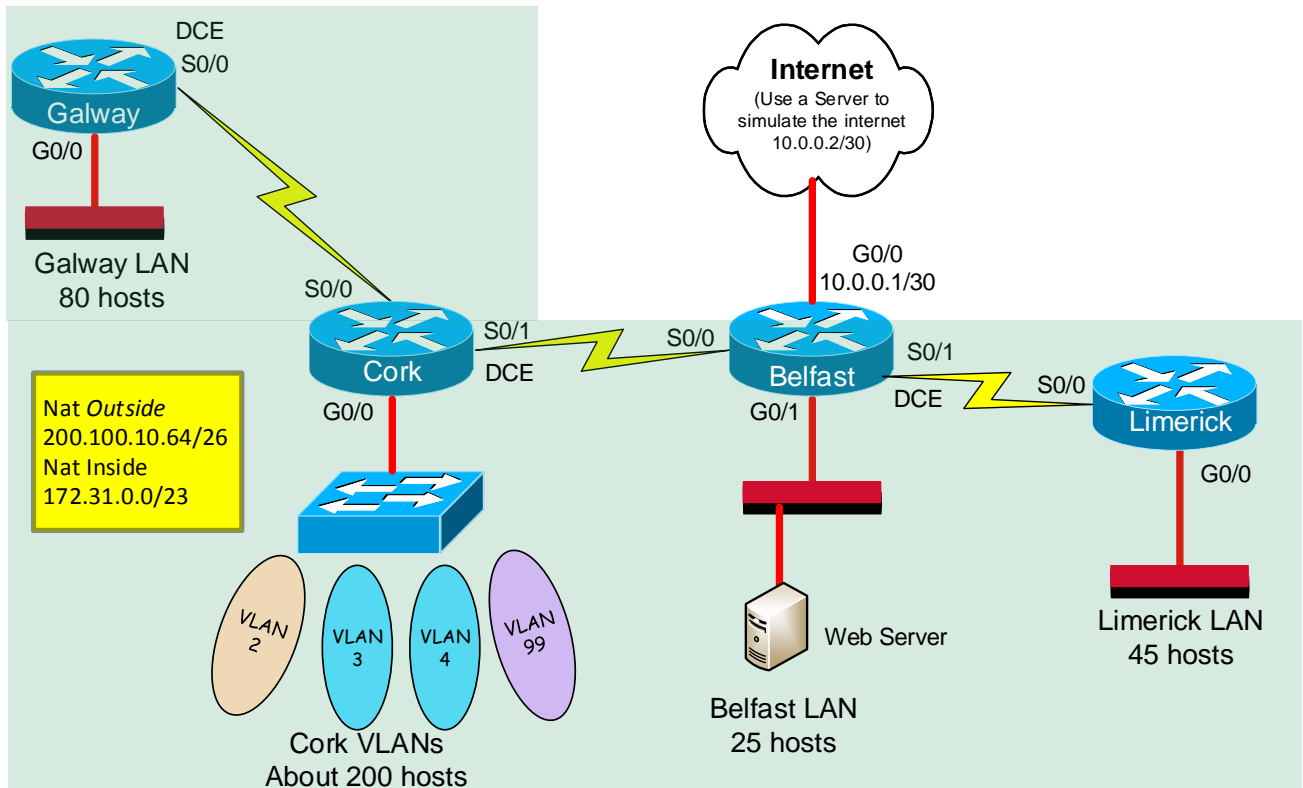 DCE
S0/0
Galway
G0/0
Galway LAN
80 hosts
Internet
(Use a Server to
simulate the internet
10.0.0.2/30)
G0/0
10.0.0.1/30
S0/0
Cork
S0/1
DCE
G0/0
S0/0
Belfast
S0/1
DCE
G0/1
S0/0
Limerick
G0/0
Nat Outside
200.100.10.64/26
Nat Inside
172.31.0.0/23
VLAN
2
VLAN
3
VLAN
4
VLAN
99
Cork VLANs
About 200 hosts
Web Server
Belfast LAN
25 hosts
Limerick LAN
45 hosts